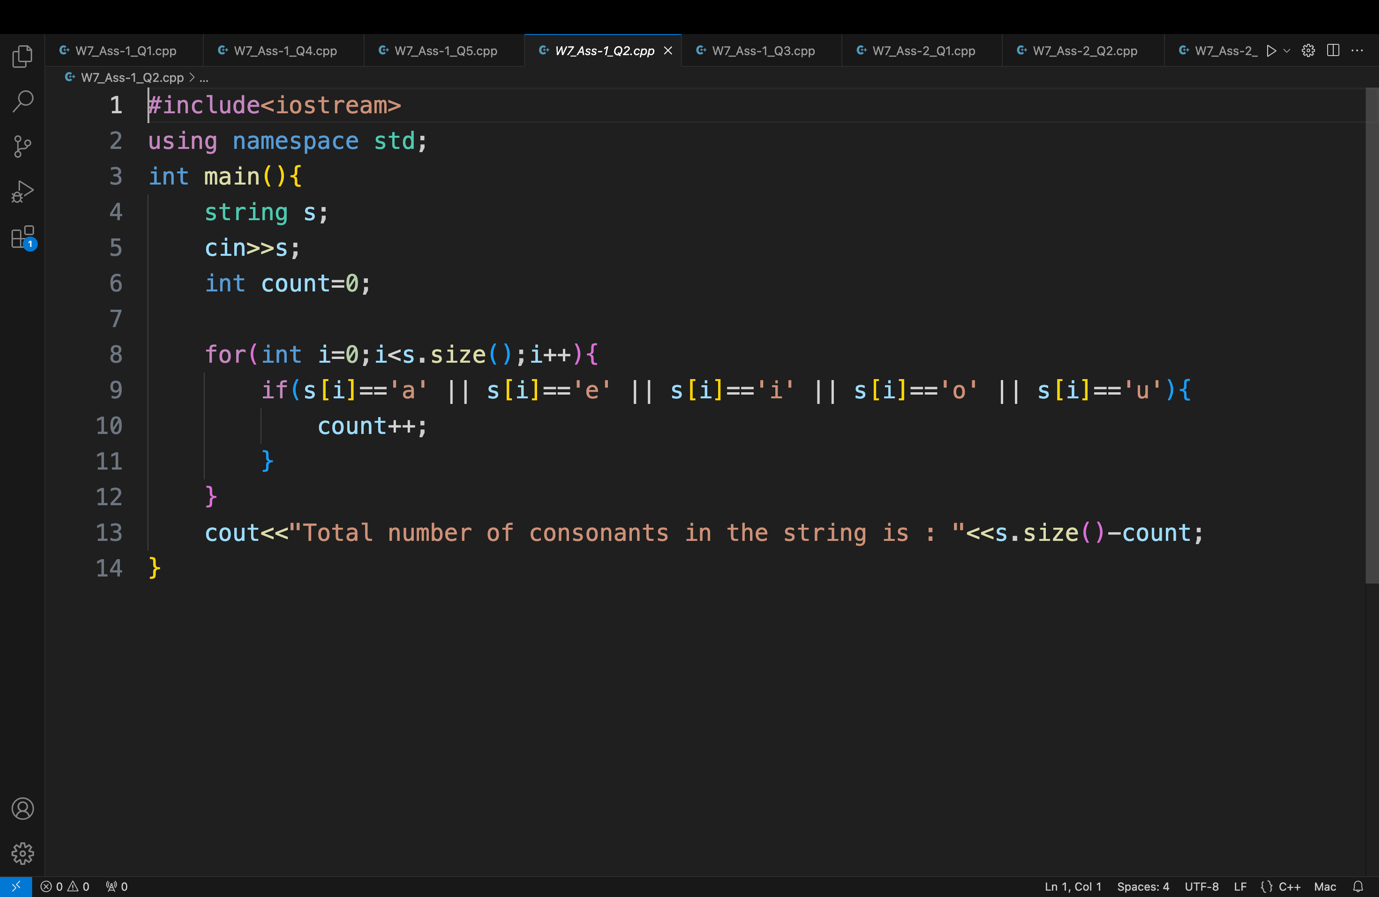 W7_Ass-1_Q1.cpp W7_Ass-1_Q4.cpp W7_Ass-1_Q5.cpp W7_Ass-1_Q2.cpp W7_Ass-1_Q3.cpp W7_Ass-2_Q1.cpp W7_Ass-2_Q2.cpp W7_Ass-2_
W7_Ass-1_Q2.cpp > ...
1 #include<iostream>
2 using namespace std;
3 int main(){
4     string s;
5     cin>>s;
6     int count=0;
7
8     for(int i=0;i<s.size();i++){
9         if(s[i]=='a' || s[i]=='e' || s[i]=='i' || s[i]=='o' || s[i]=='u'){
10             count++;
11         }
12     }
13     cout<<"Total number of consonants in the string is : "<<s.size()-count;
14 }
1
0 0 0 Ln 1, Col 1 Spaces: 4 UTF-8 LF {} C++ Mac